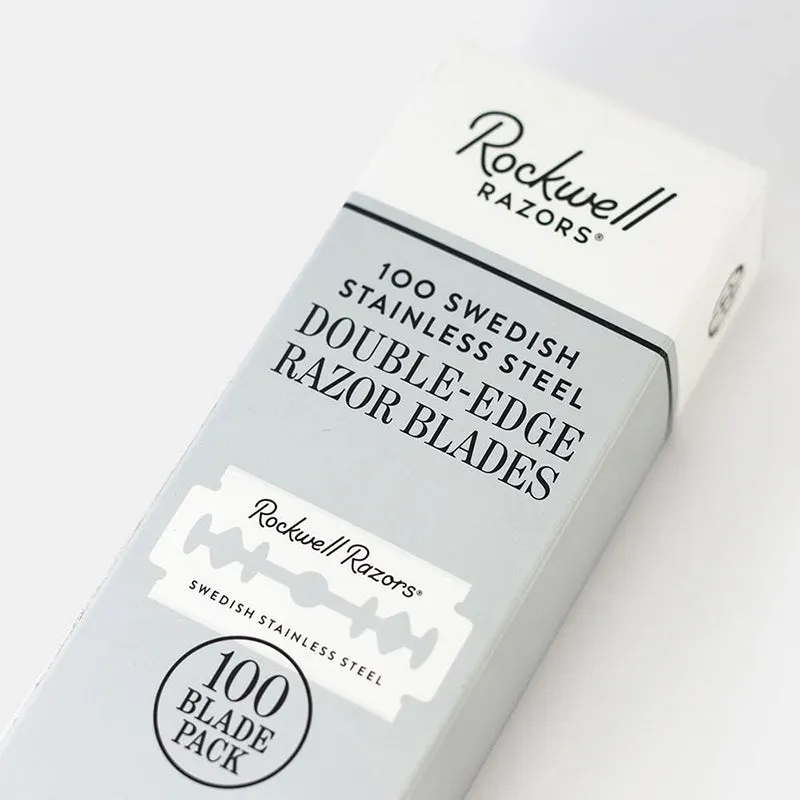 Rockwell
RAZORS®
100 SWEDISH
STAINLESS STEEL
DOUBLE-EDGE
RAZOR BLADES
Rockwell Razors®
SWEDISH STAINLESS STEEL
100
BLADE
PACK